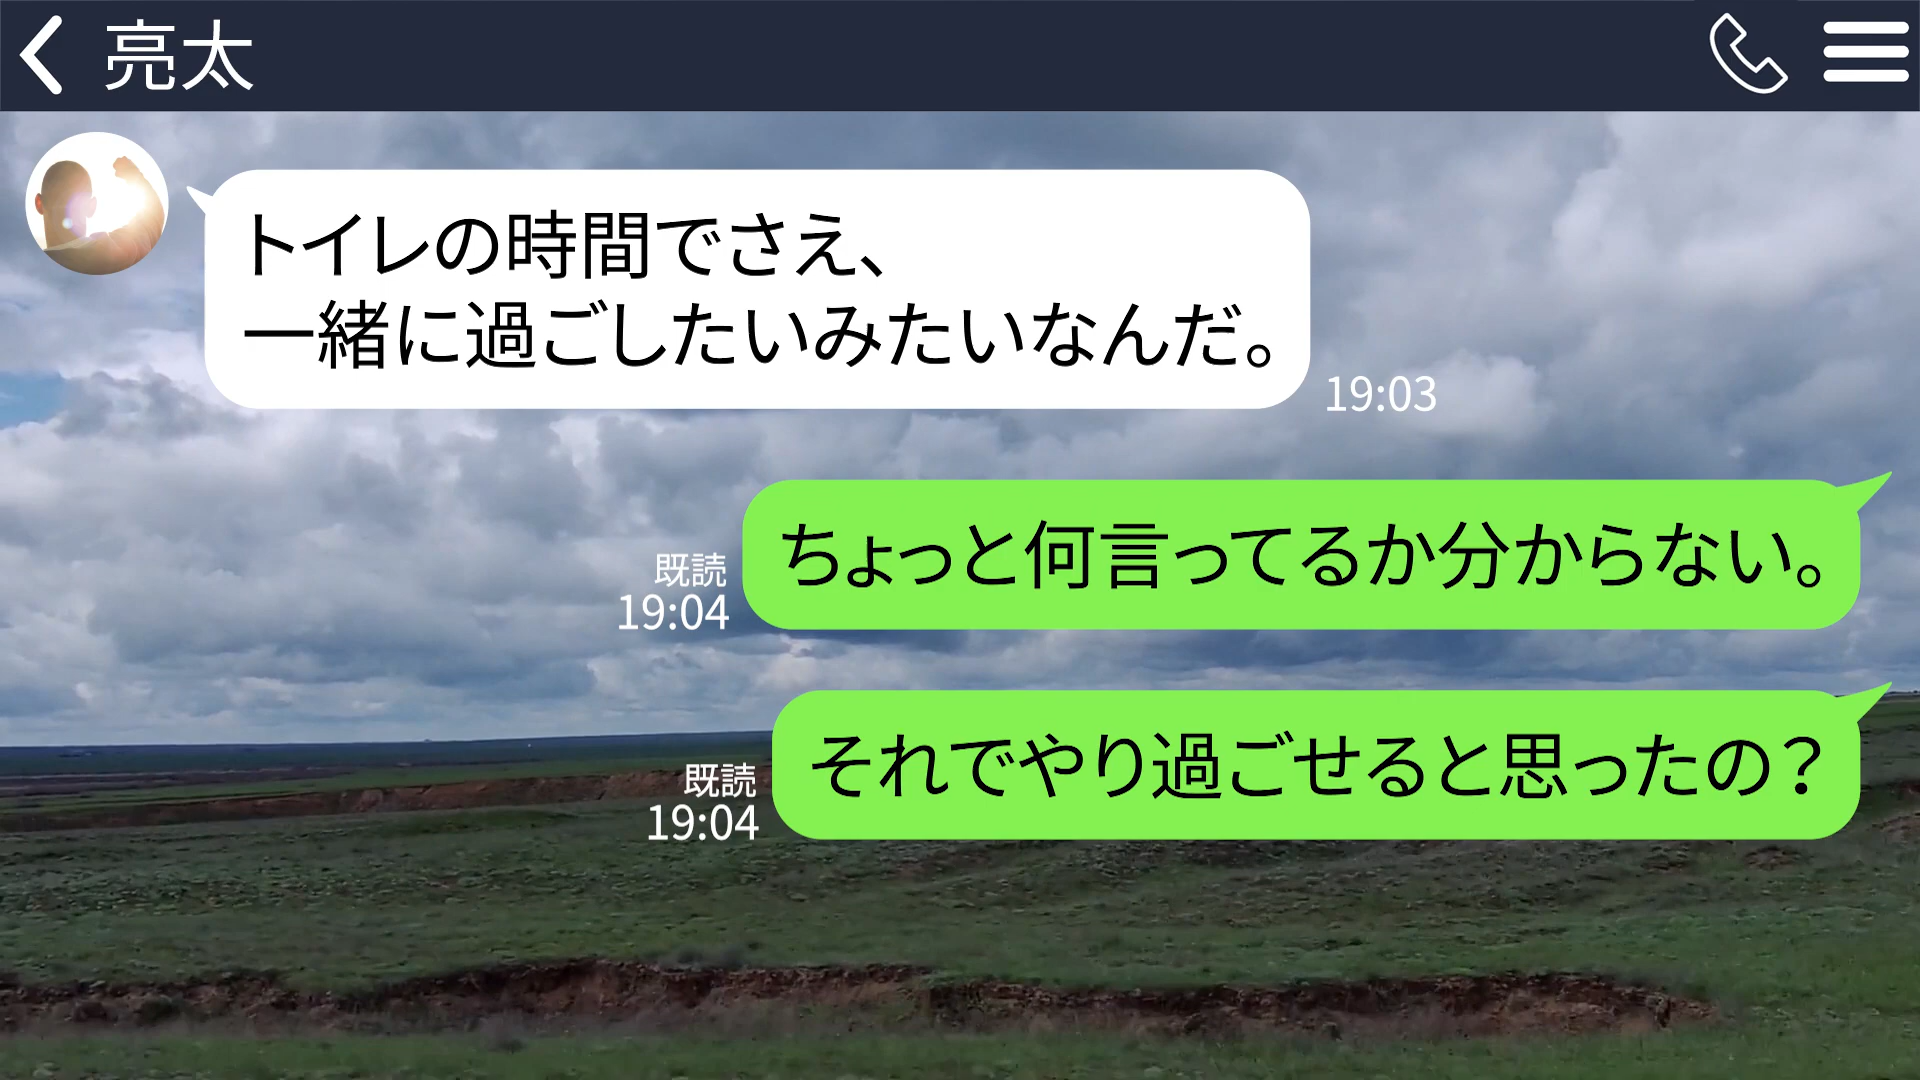 亮太
トイレの時間でさえ、
一緒に過ごしたいみたいなんだ。
19:03
ちょっと何言ってるか分からない。
既読
19:04
それでやり過ごせると思ったの？
既読
19:04